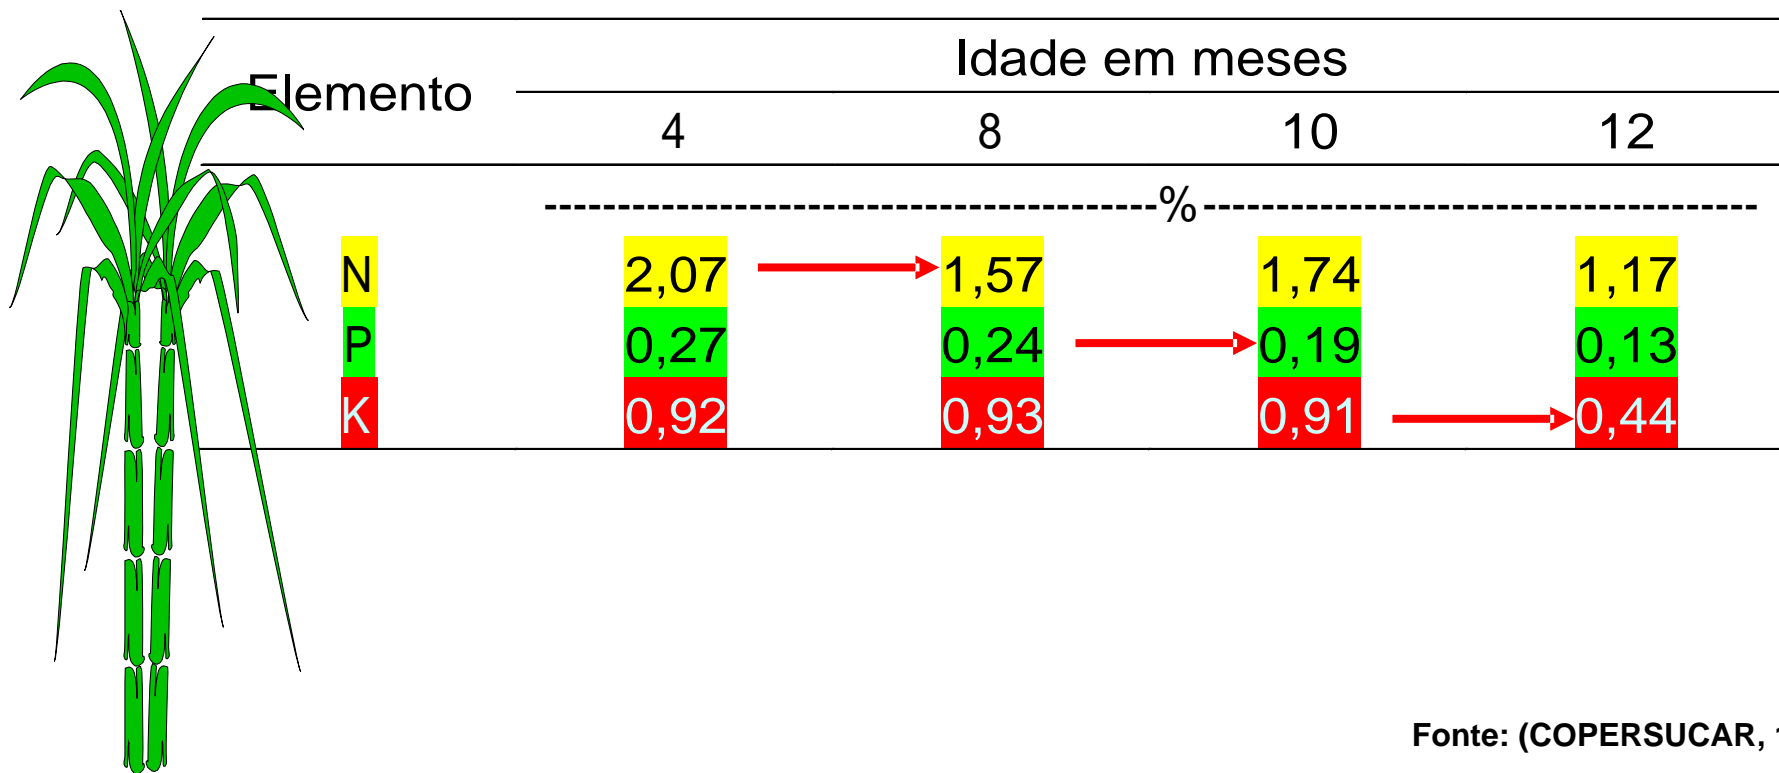 Idade em meses
Elemento
4 8 10 12
----------------------------------------------------%----------------------------------------------
N 2,07 1,57 1,74 1,17
P 0,27 0,24 0,19 0,13
K 0,92 0,93 0,91 0,44
Fonte: (COPERSUCAR,